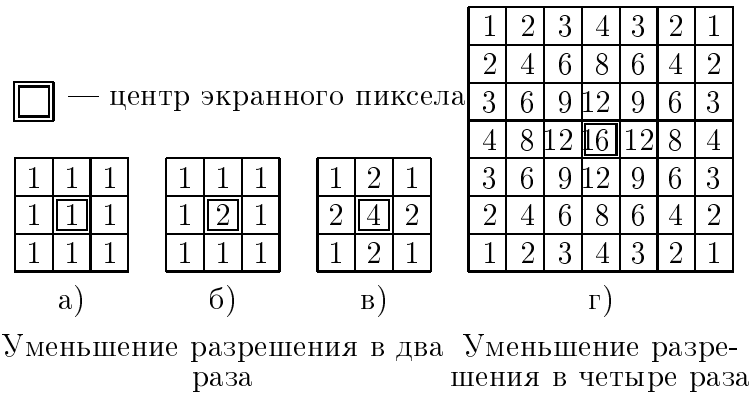 1 2 3 4 3 2 1
2 4 6 8 6 4 2
— центр экранного пиксела
3 6 9 12 9 6 3
4 8 12 16 12 8 4
1 1 1 1 1 1 1 2 1 3 6 9 12 9 6 3
1 1 1 1 2 1 2 4 2 2 4 6 8 6 4 2
1 1 1 1 1 1 1 2 1 1 2 3 4 3 2 1
а) б) в) г)
Уменьшение разрешения в два
раза
Уменьшение разре-
шения в четыре раза